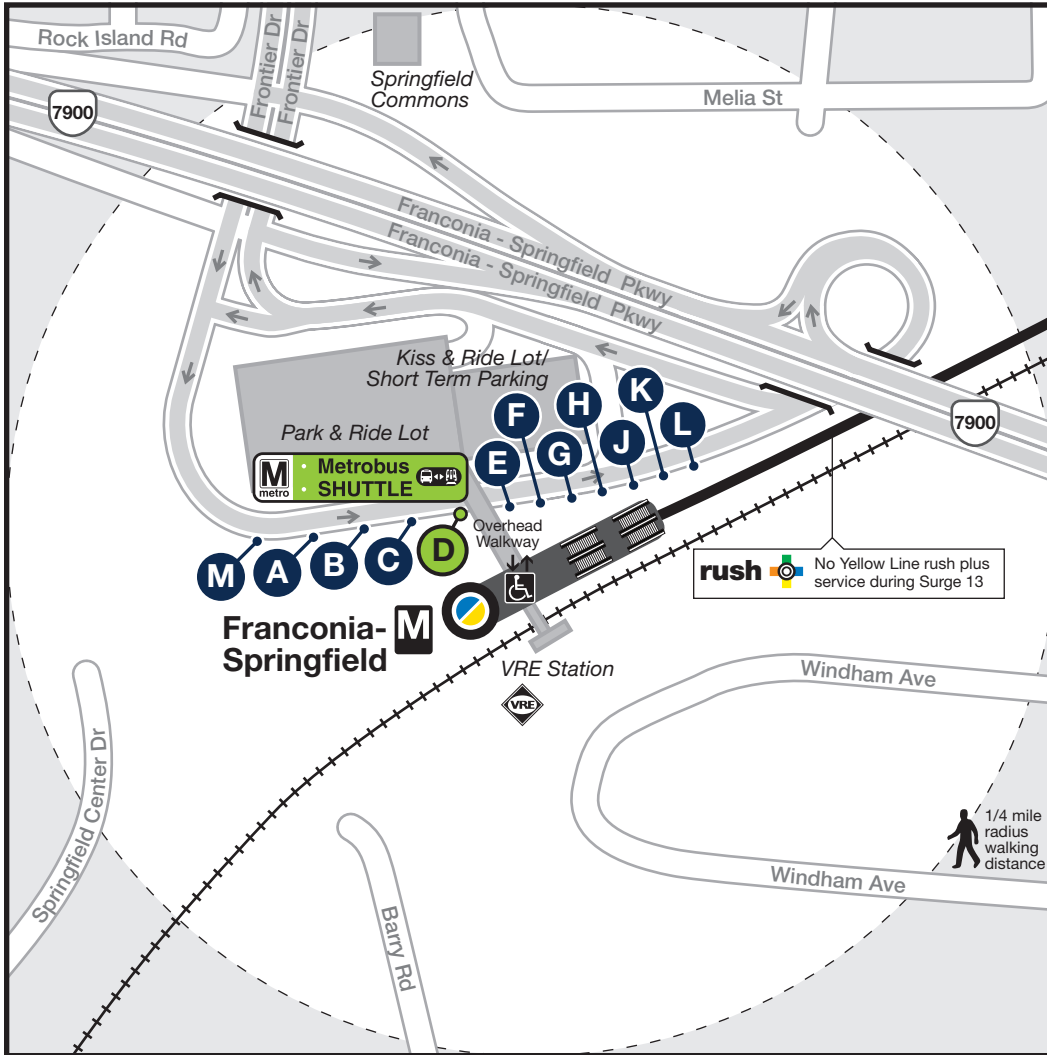 Rock Island Rd
Frontier Dr
Frontier Dr
Springfield
Commons
Melia St
7900
Franconia - Springfield Pkwy
Franconia - Springfield Pkwy
Kiss & Ride Lot/
Short Term Parking
7900
Park & Ride Lot
M
metro
· Metrobus
· SHUTTLE
E
F
G
H
J
K
L
M
A
B
C
D
Overhead
Walkway
rush
No Yellow Line rush plus
service during Surge 13
Franconia-
Springfield
M
VRE Station
VRE
Windham Ave
Springfield Center Dr
Barry Rd
1/4 mile
radius
walking
distance
Windham Ave